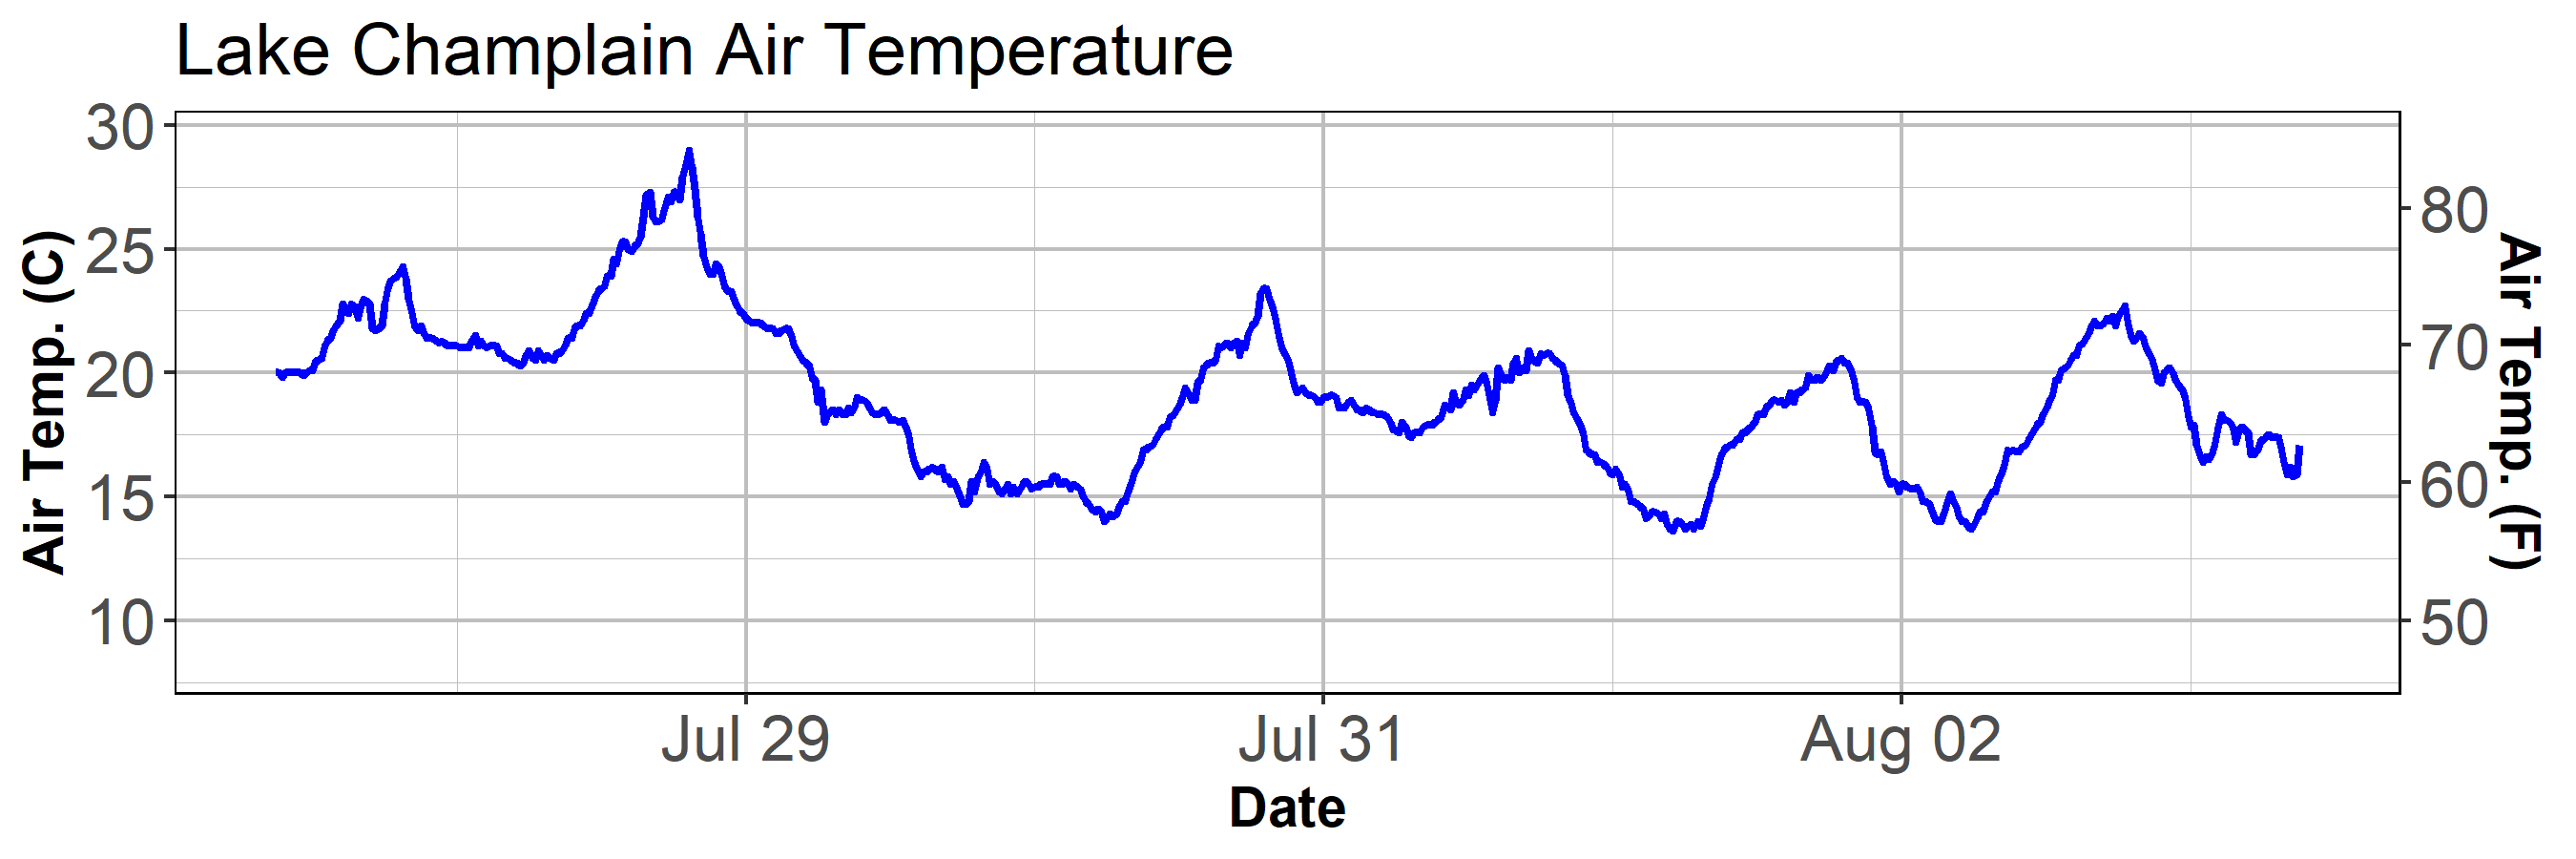 Lake Champlain Air Temperature
Air Temp. (C)
30
25
20
15
10
80
70
60
50
Air Temp. (F)
Jul 29
Jul 31
Aug 02
Date